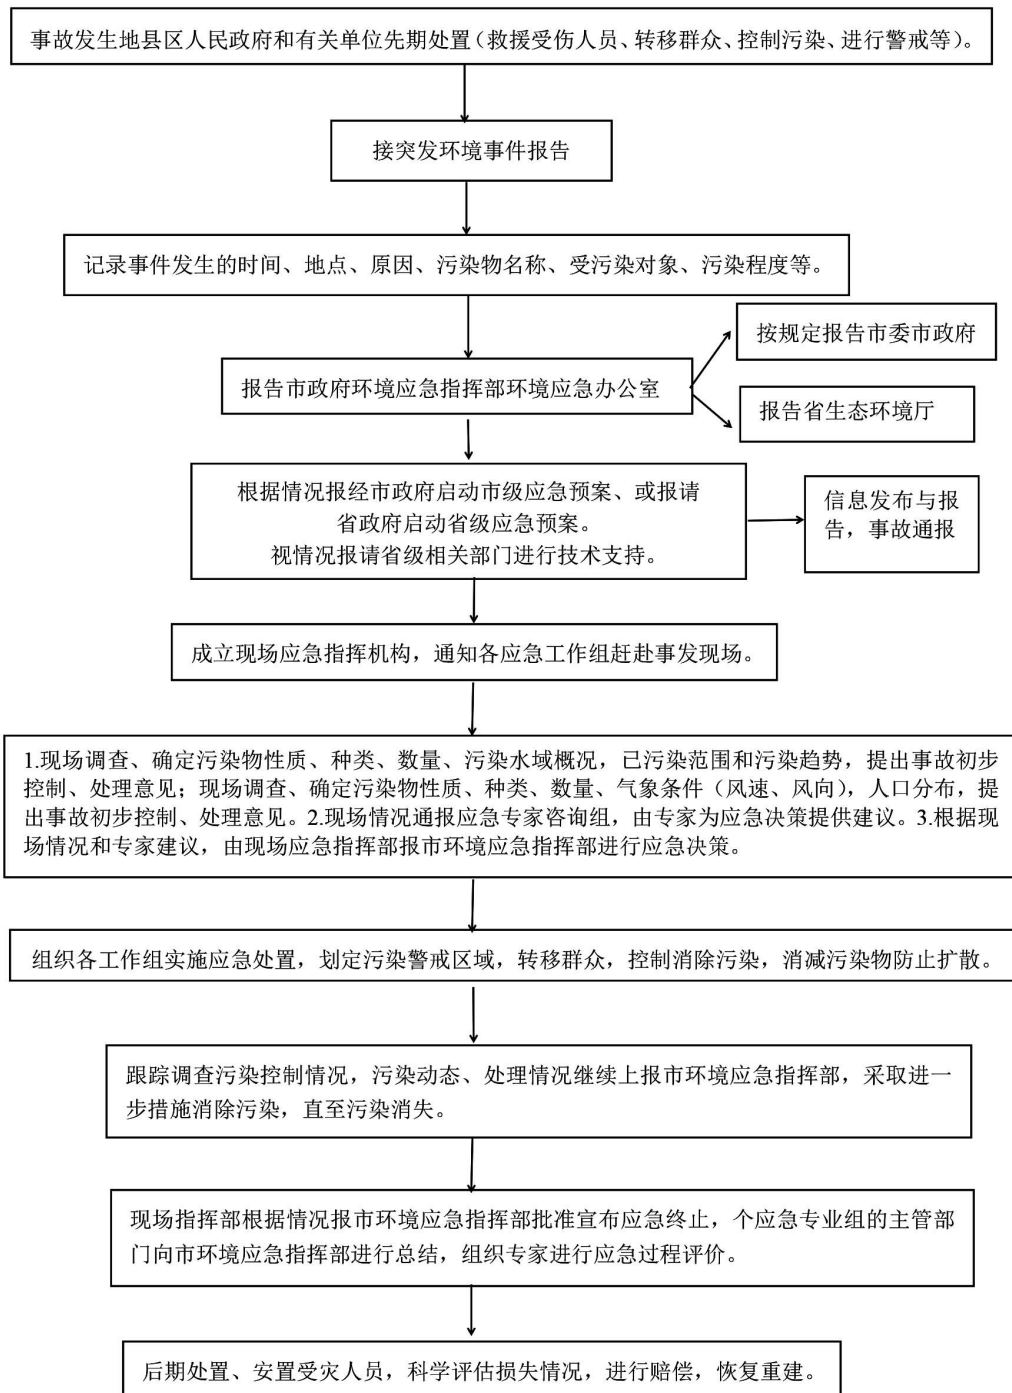 事故发生地县区人民政府和有关单位先期处置（救援受伤人员、转移群众、控制污染、进行警戒等）。
接突发环境事件报告
记录事件发生的时间、地点、原因、污染物名称、受污染对象、污染程度等。
按规定报告市委市政府
报告市政府环境应急指挥部环境应急办公室
报告省生态环境厅
根据情况报经市政府启动市级应急预案、或报请
省政府启动省级应急预案。
视情况报请省级相关部门进行技术支持。
信息发布与报
告，事故通报
成立现场应急指挥机构，通知各应急工作组赶赴事发现场。
1.现场调查、确定污染物性质、种类、数量、污染水域概况，已污染范围和污染趋势，提出事故初步
控制、处理意见；现场调查、确定污染物性质、种类、数量、气象条件（风速、风向），人口分布，提
出事故初步控制、处理意见。2.现场情况通报应急专家咨询组，由专家为应急决策提供建议。3.根据现
场情况和专家建议，由现场应急指挥部报市环境应急指挥部进行应急决策。
组织各工作组实施应急处置，划定污染警戒区域，转移群众，控制消除污染，消减污染物防止扩散。
跟踪调查污染控制情况，污染动态、处理情况继续上报市环境应急指挥部，采取进一
步措施消除污染，直至污染消失。
现场指挥部根据情况报市环境应急指挥部批准宣布应急终止，个应急专业组的主管部
门向市环境应急指挥部进行总结，组织专家进行应急过程评价。
后期处置、安置受灾人员，科学评估损失情况，进行赔偿，恢复重建。